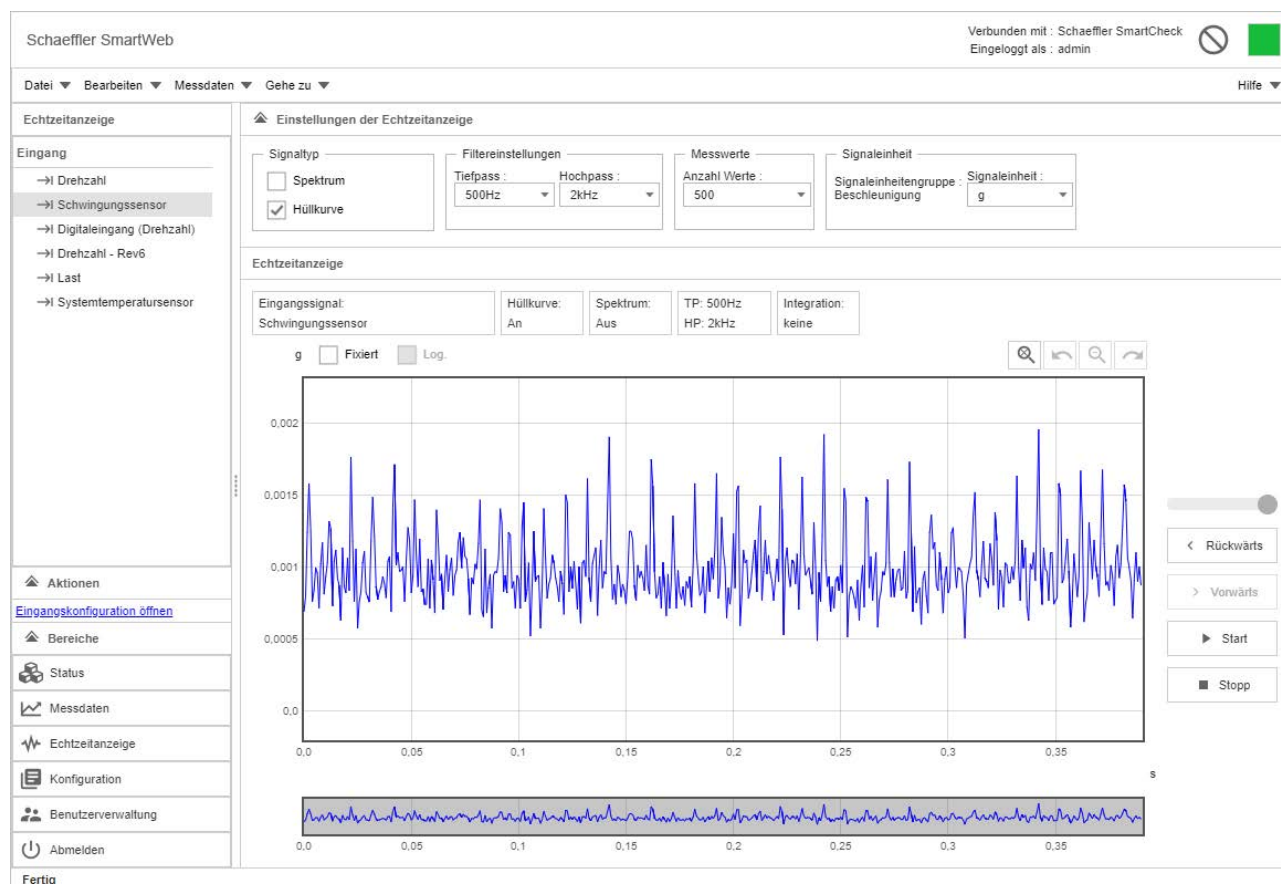 Schaeffler SmartWeb
Verbunden mit : Schaeffler SmartCheck
Eingeloggt als : admin
Datei Bearbeiten Messdaten Gehe zu Hilfe
Echtzeitanzeige
Eingang
Drehzahl
Schwingungssensor
Digitaleingang (Drehzahl)
Drehzahl - Rev6
Last
Systemtemperatursensor
Aktionen
Eingangskonfiguration öffnen
Bereiche
Status
Messdaten
Echtzeitanzeige
Konfiguration
Benutzerverwaltung
Abmelden
Einstellungen der Echtzeitanzeige
Signaltyp
Spektrum
Hüllkurve
Filtereinstellungen
Tiefpass : Hochpass :
500Hz 2kHz
Messwerte
Anzahl Werte :
500
Signaleinheit
Signaleinheitengruppe :
Beschleunigung
Signaleinheit :
g
Echtzeitanzeige
Eingangssignal:
Schwingungssensor
Hüllkurve:
An
Spektrum:
Aus
TP: 500Hz
HP: 2kHz
Integration:
keine
g Fixiert Log.
0,002
0,0015
0,001
0,0005
0,0
0,0 0,05 0,1 0,15 0,2 0,25 0,3 0,35
s
0,0 0,05 0,1 0,15 0,2 0,25 0,3 0,35
Rückwärts
Vorwärts
Start
Stopp
Fertig